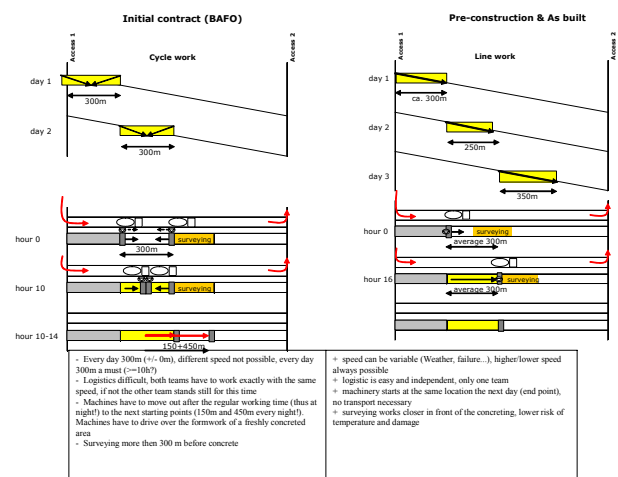 Initial contract (BAFO)
Access 1
Access 2
Cycle work
day 1
300m
day 2
300m
hour 0
surveying
300m
hour 10
surveying
hour 10-14
150+450m
- Every day 300m (+/- 0m), different speed not possible, every day
300m a must (>=10h?)
- Logistics difficult, both teams have to work exactly with the same
speed, if not the other team stands still for this time
- Machines have to move out after the regular working time (thus at
night!) to the next starting points (150m and 450m every night!).
Machines have to drive over the formwork of a freshly concreted
area
- Surveying more then 300 m before concrete
Pre-construction & As built
Access 1
Access 2
Line work
day 1
ca. 300m
day 2
250m
day 3
350m
hour 0
surveying
average 300m
hour 16
surveying
average 300m
+ speed can be variable (Weather, failure...), higher/lower speed
always possible
+ logistic is easy and independent, only one team
+ machinery starts at the same location the next day (end point),
no transport necessary
+ surveying works closer in front of the concreting, lower risk of
temperature and damage